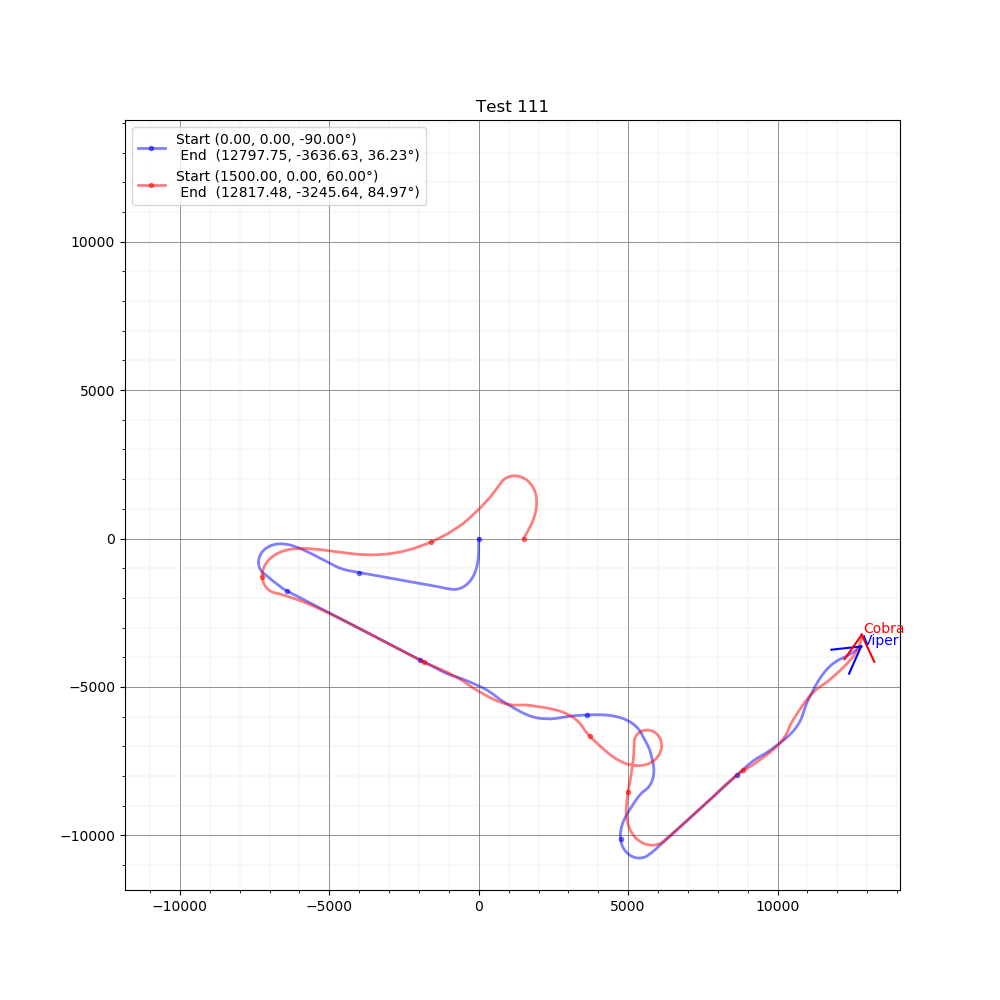 Test 111
Start (0.00, 0.00, -90.00°)
End (12797.75, -3636.63, 36.23°)
Start (1500.00, 0.00, 60.00°)
End (12817.48, -3245.64, 84.97°)
10000
5000
0
−5000
−10000
Cobra
Viper
−10000
−5000
0
5000
10000